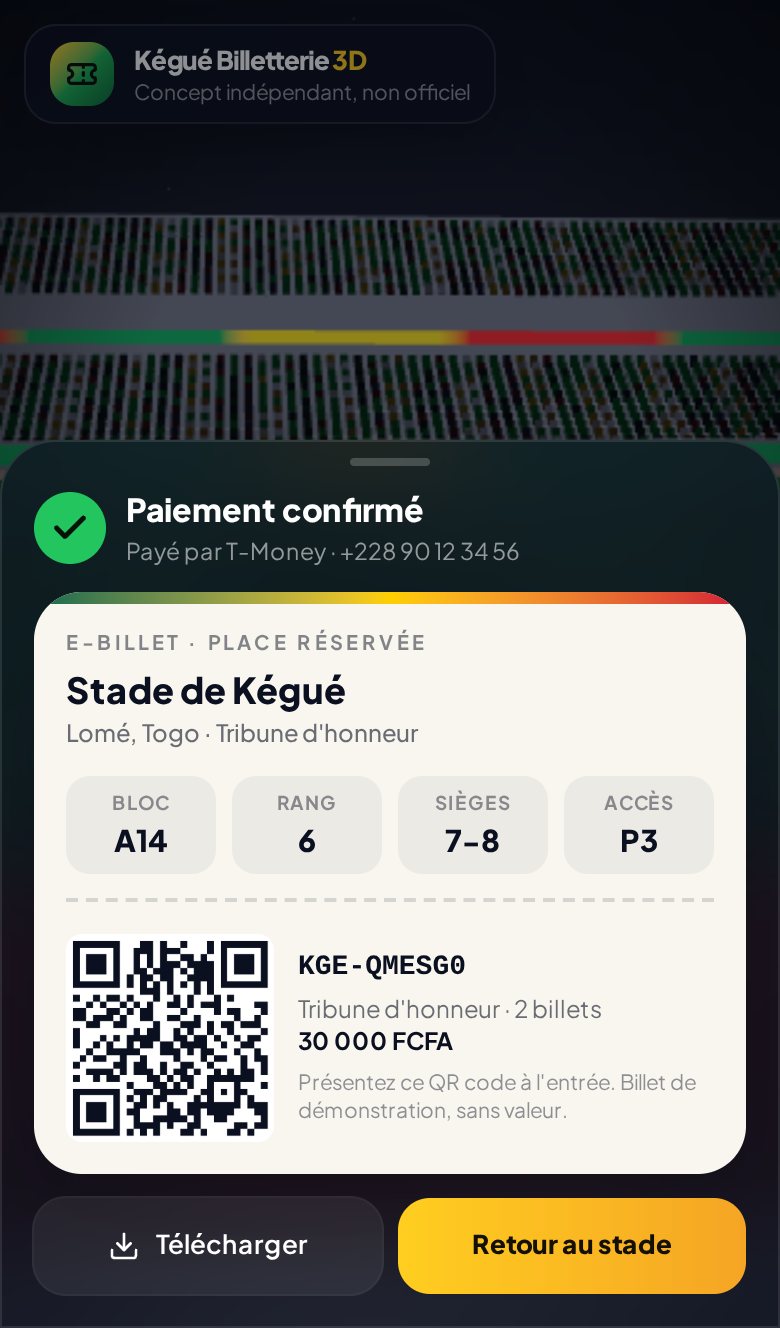 Kégué Billetterie 3D
Concept indépendant, non officiel
Paiement confirmé
Payé par T-Money · +228 90 12 34 56
E-BILLET · PLACE RÉSERVÉE
Stade de Kégué
Lomé, Togo · Tribune d'honneur
BLOC RANG SIÈGES ACCÈS
A14 6 7–8 P3
KGE-QMESG0
Tribune d'honneur · 2 billets
30 000 FCFA
Présentez ce QR code à l'entrée. Billet de
démonstration, sans valeur.
Télécharger Retour au stade